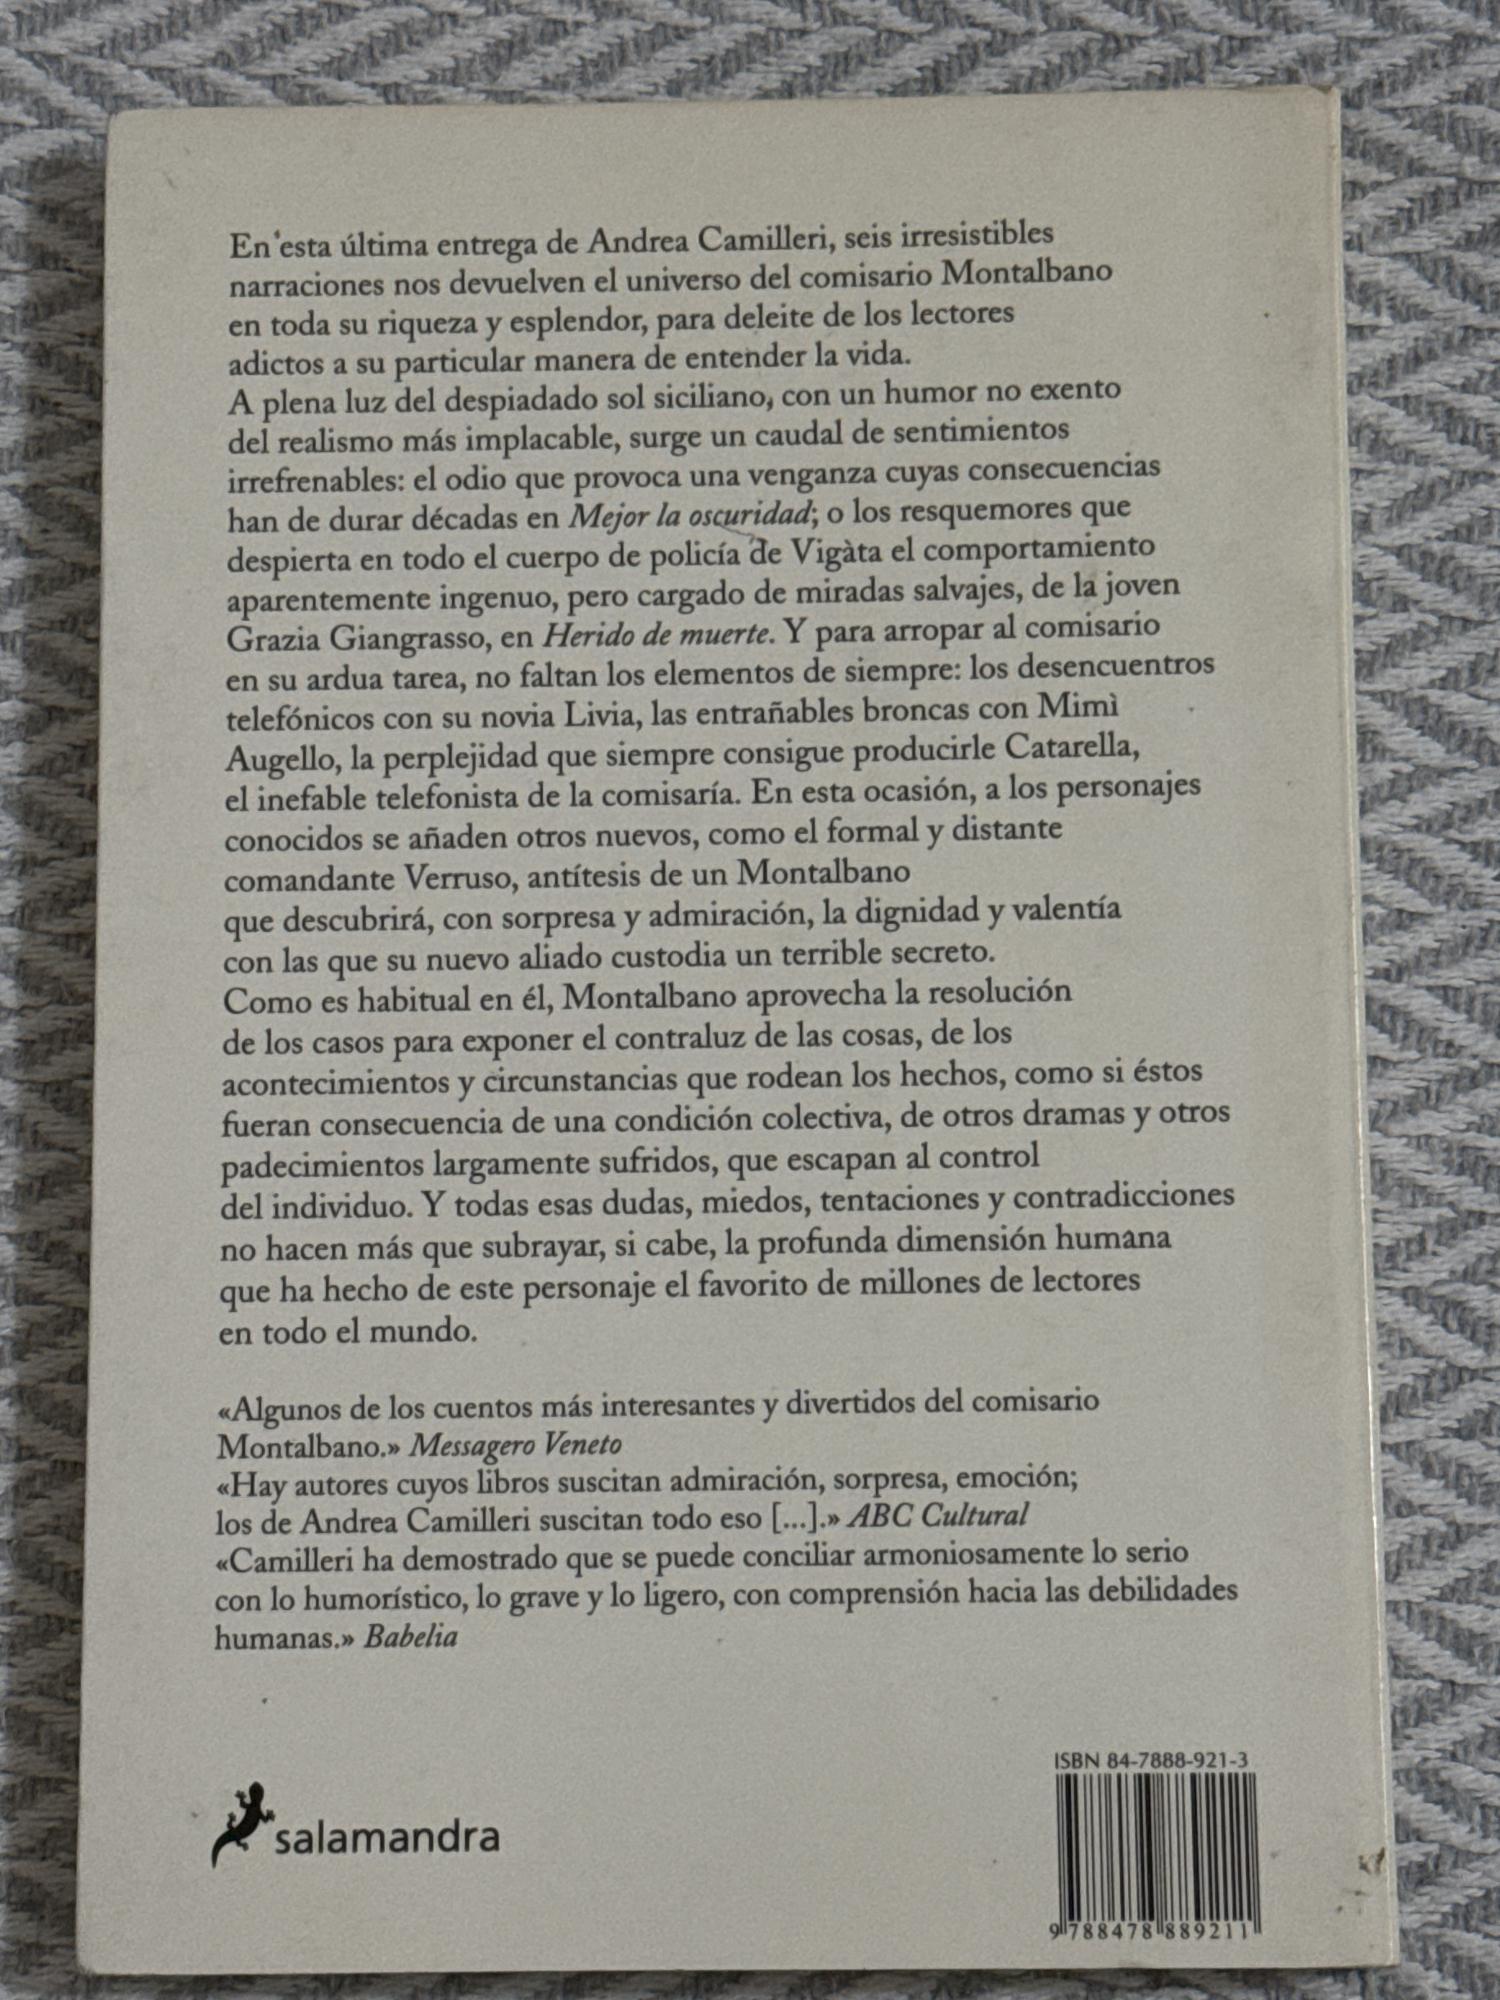 En esta última entrega de Andrea Camilleri, seis irresistibles
narraciones nos devuelven el universo del comisario Montalbano
en toda su riqueza y esplendor, para deleite de los lectores
adictos a su particular manera de entender la vida.
A plena luz del despiadado sol siciliano, con un humor no exento
del realismo más implacable, surge un caudal de sentimientos
irrefrenables: el odio que provoca una venganza cuyas consecuencias
han de durar décadas en Mejor la oscuridad; o los resquemores que
despierta en todo el cuerpo de policía de Vigàta el comportamiento
aparentemente ingenuo, pero cargado de miradas salvajes, de la joven
Grazia Giangrasso, en Herido de muerte. Y para arropar al comisario
en su ardua tarea, no faltan los elementos de siempre: los desencuentros
telefónicos con su novia Livia, las entrañables broncas con Mimì
Augello, la perplejidad que siempre consigue producirle Catarella,
el inefable telefonista de la comisaría. En esta ocasión, a los personajes
conocidos se añaden otros nuevos, como el formal y distante
comandante Verruso, antítesis de un Montalbano
que descubrirá, con sorpresa y admiración, la dignidad y valentía
con las que su nuevo aliado custodia un terrible secreto.
Como es habitual en él, Montalbano aprovecha la resolución
de los casos para exponer el contraluz de las cosas, de los
acontecimientos y circunstancias que rodean los hechos, como si éstos
fueran consecuencia de una condición colectiva, de otros dramas y otros
padecimientos largamente sufridos, que escapan al control
del individuo. Y todas esas dudas, miedos, tentaciones y contradicciones
no hacen más que subrayar, si cabe, la profunda dimensión humana
que ha hecho de este personaje el favorito de millones de lectores
en todo el mundo.
«Algunos de los cuentos más interesantes y divertidos del comisario
Montalbano.» Messagero Veneto
«Hay autores cuyos libros suscitan admiración, sorpresa, emoción;
los de Andrea Camilleri suscitan todo eso [...].» ABC Cultural
«Camilleri ha demostrado que se puede conciliar armoniosamente lo serio
con lo humorístico, lo grave y lo ligero, con comprensión hacia las debilidades
humanas.» Babelia
salamandra
ISBN 84-7888-921-3
9 788478 889211